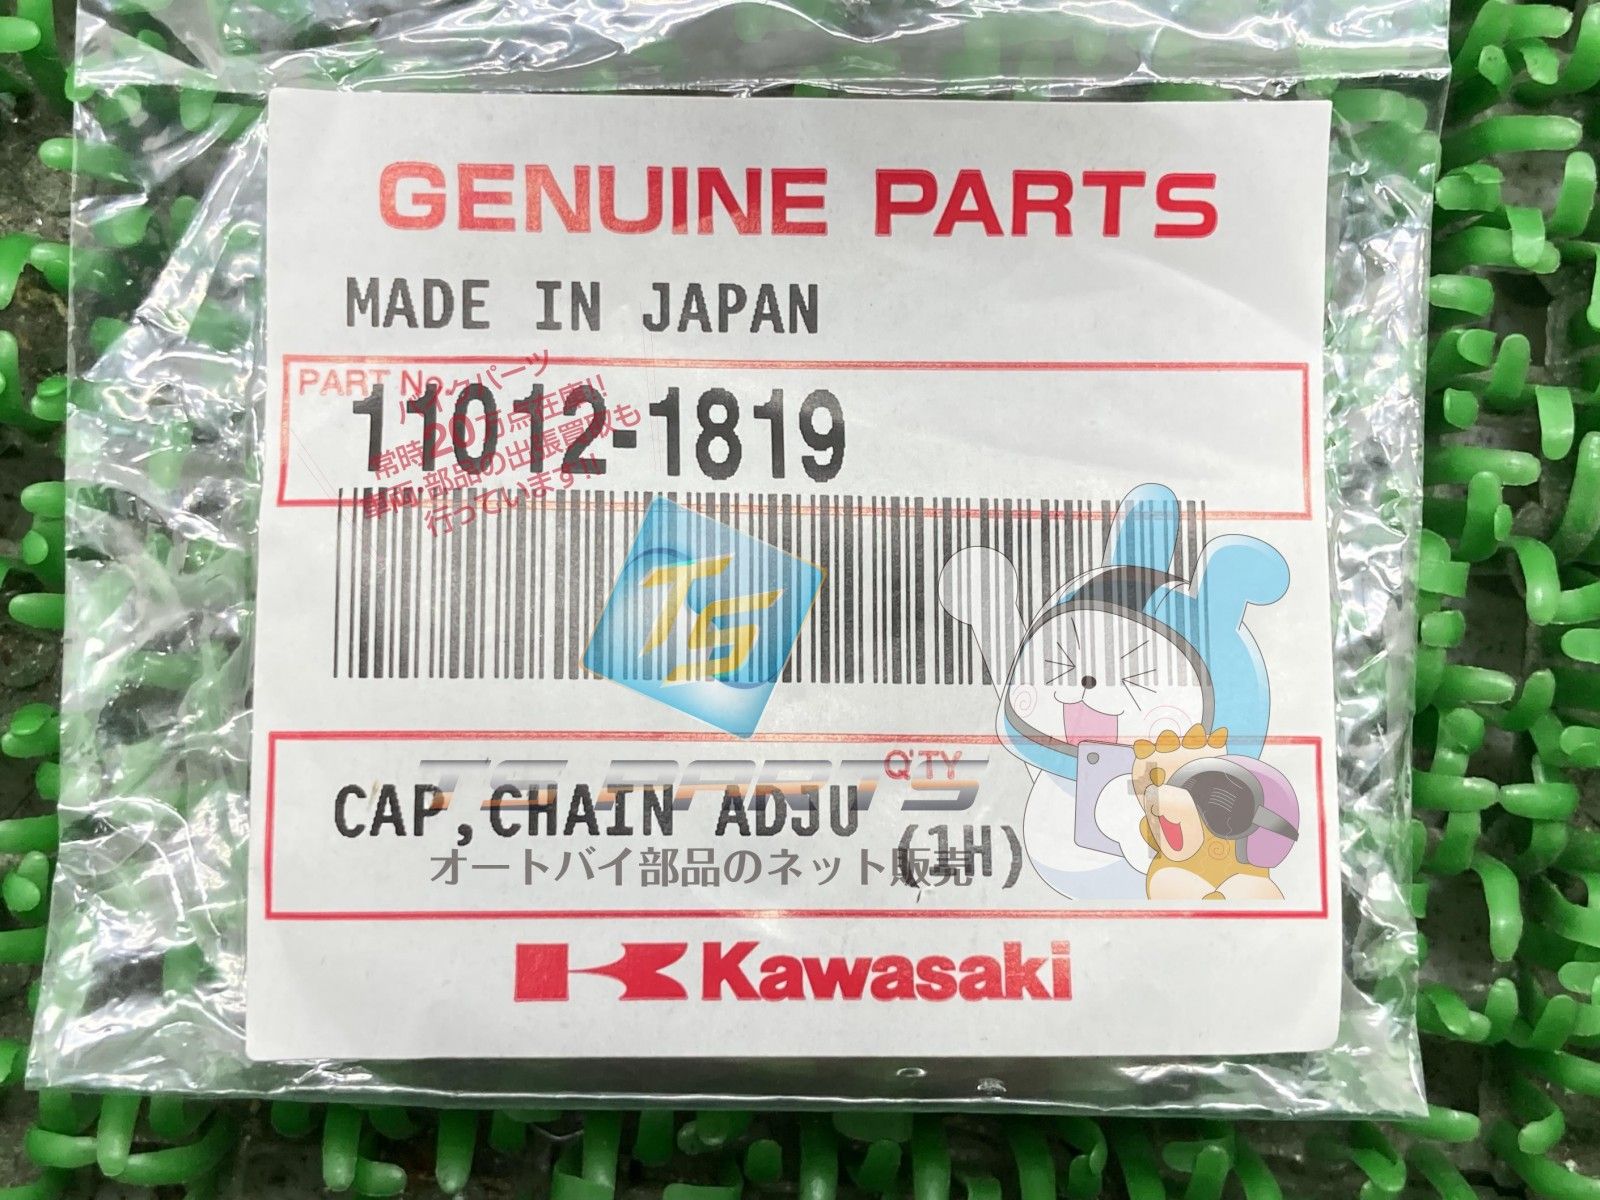 GENUINE PARTS
MADE IN JAPAN
PART No.
11012-1819
バイクパーツ
常時20万点在庫!!
車両・部品の出張買取も
行っています!!
TS
Q'TY
TS PARTS
CAP,CHAIN ADJU
(1H)
オートバイ部品のネット販売
Kawasaki